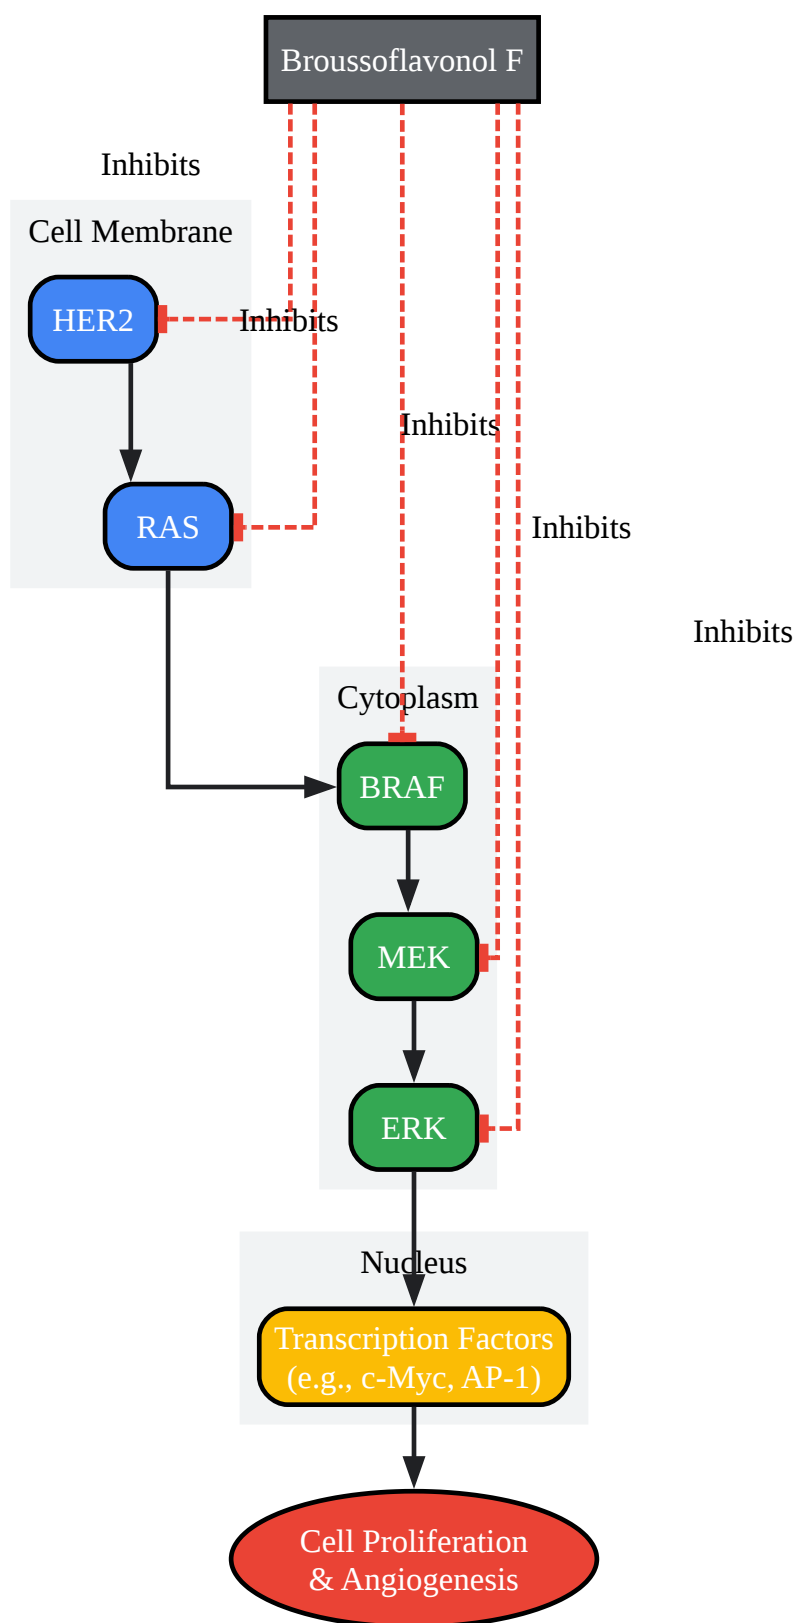 Broussoflavonol F
Inhibits
Cell Membrane
HER2
Inhibits
Inhibits
RAS
Inhibits
Inhibits
Cytoplasm
BRAF
MEK
ERK
Nucleus
Transcription Factors
(e.g., c-Myc, AP-1)
Cell Proliferation
& Angiogenesis